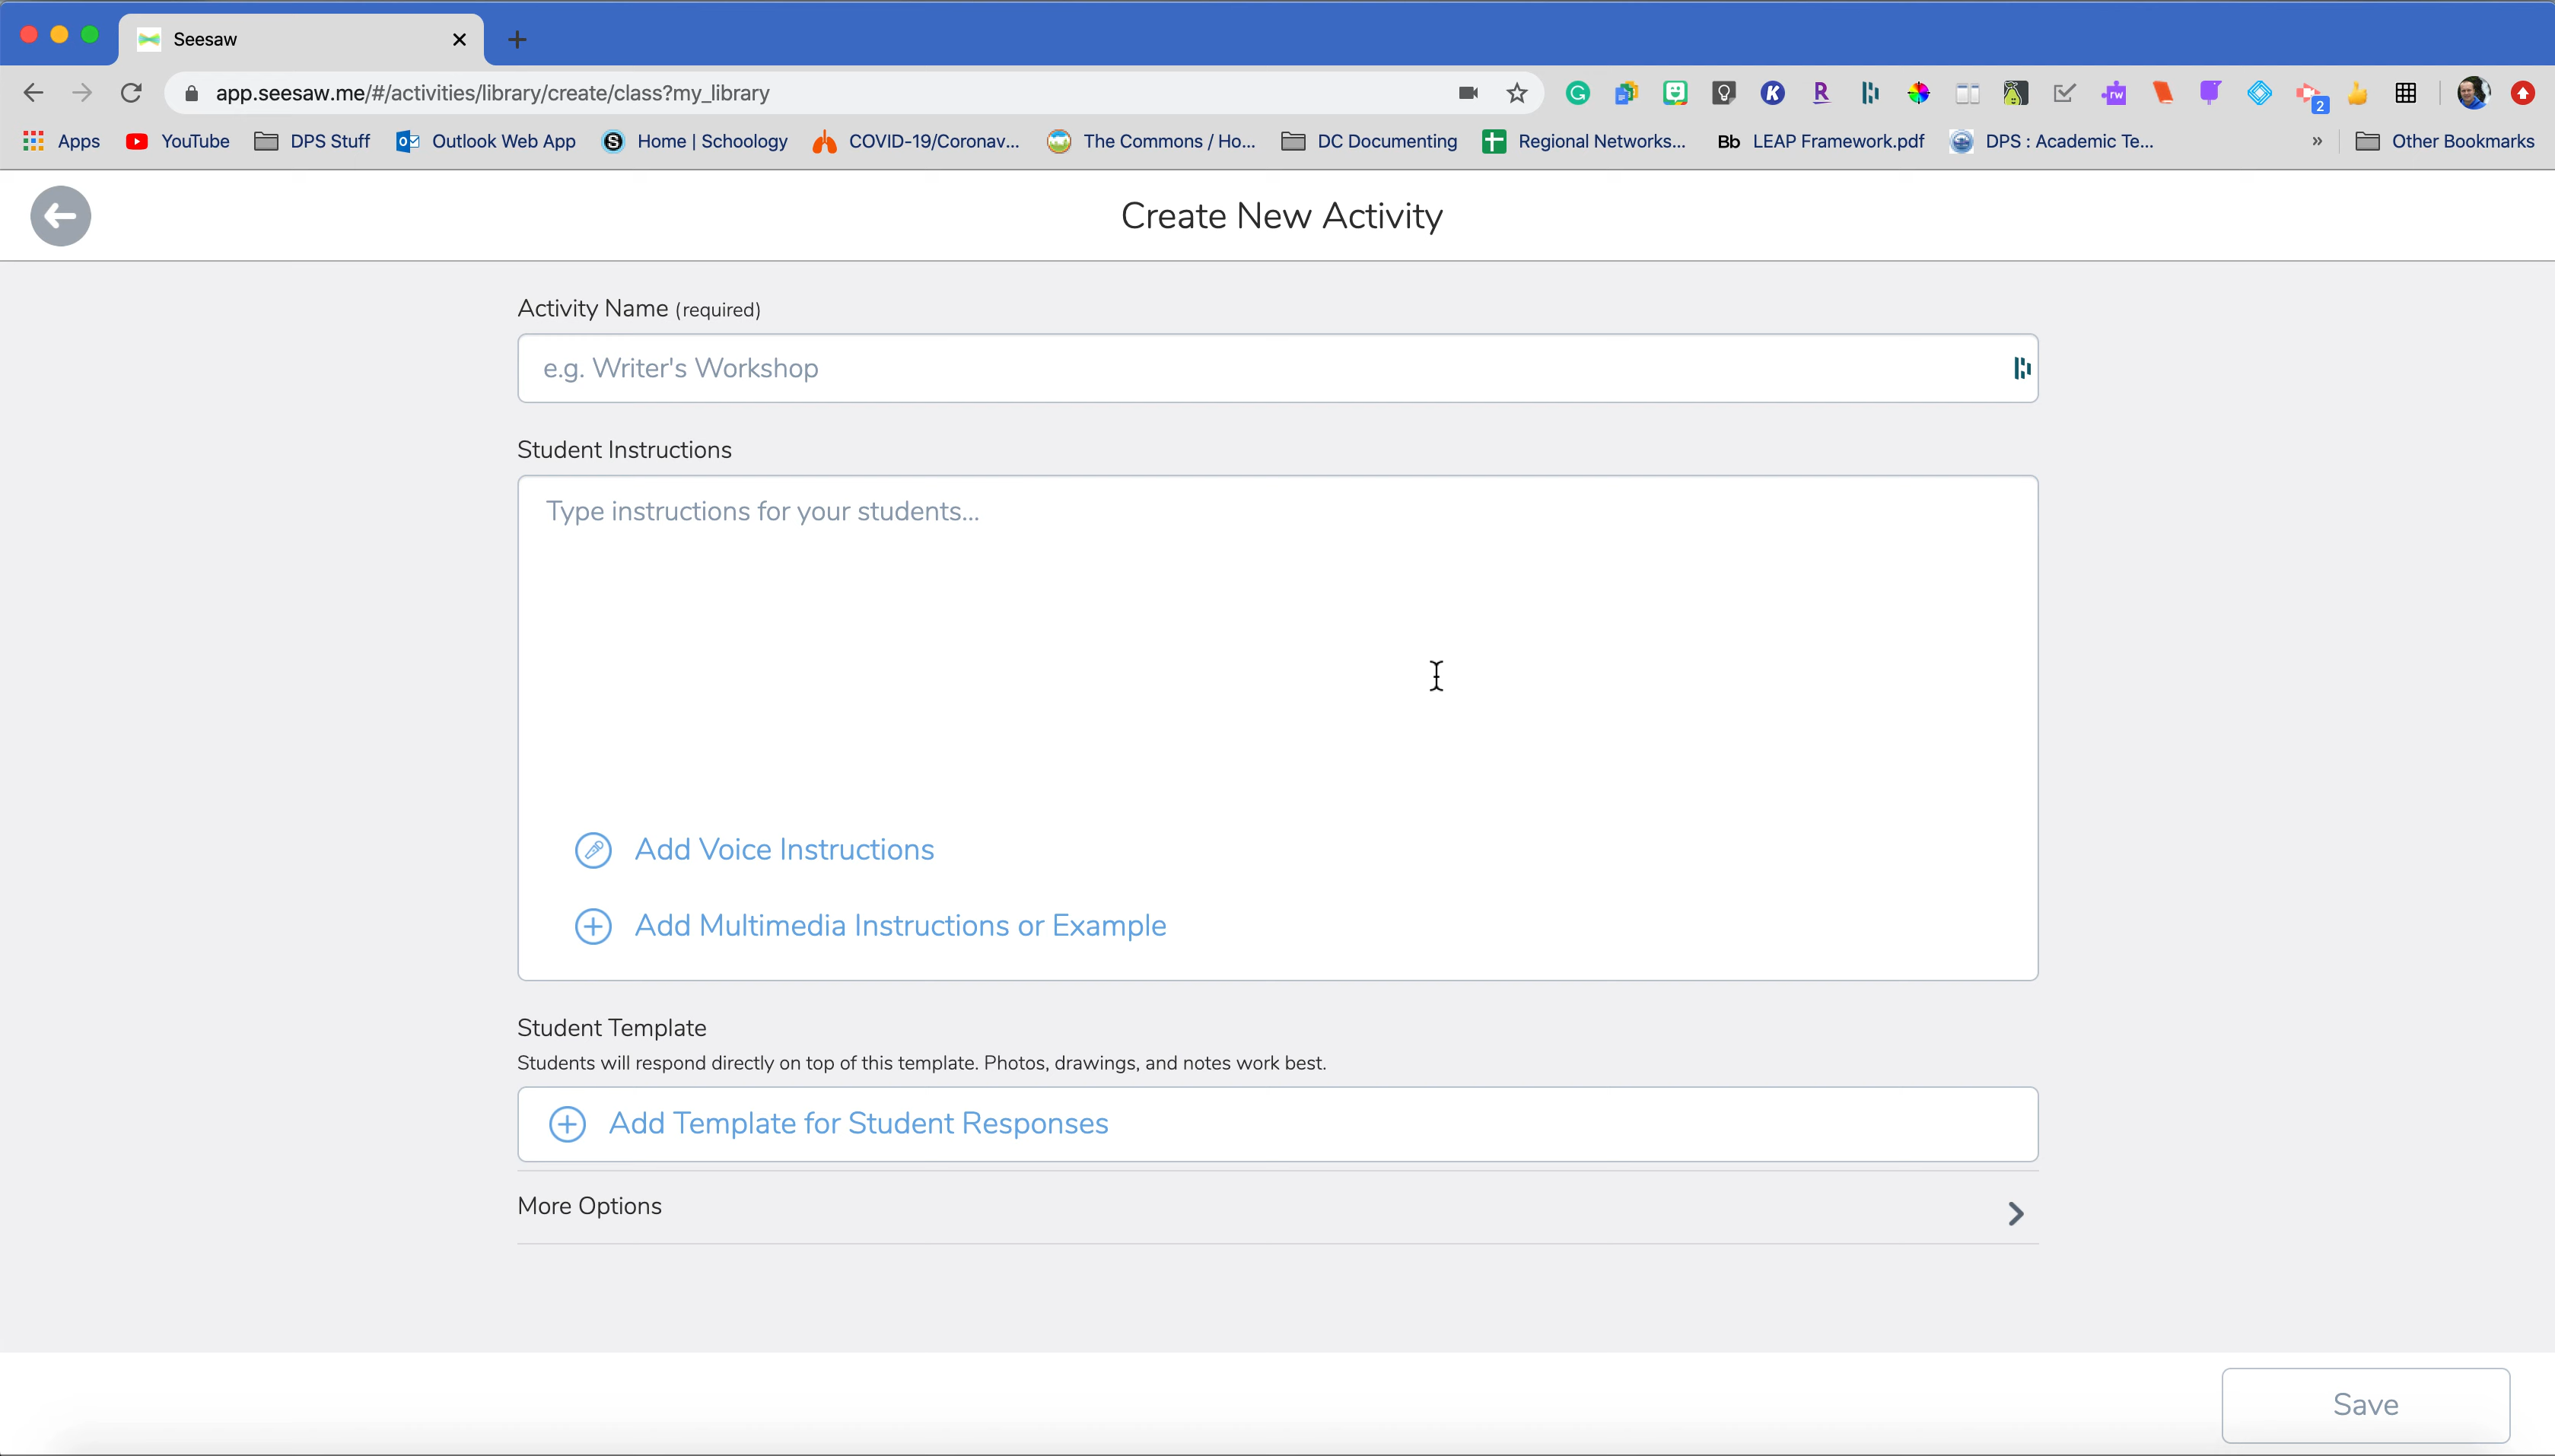 Seesaw
app.seesaw.me/#/activities/library/create/class?my_library
rw
2
Apps YouTube DPS Stuff Outlook Web App Home | Schoology COVID-19/Coronav... The Commons / Ho... DC Documenting Regional Networks... Bb LEAP Framework.pdf DPS : Academic Te... » Other Bookmarks
Create New Activity
Activity Name (required)
e.g. Writer's Workshop
Student Instructions
Type instructions for your students...
Add Voice Instructions
Add Multimedia Instructions or Example
Student Template
Students will respond directly on top of this template. Photos, drawings, and notes work best.
Add Template for Student Responses
More Options
Save